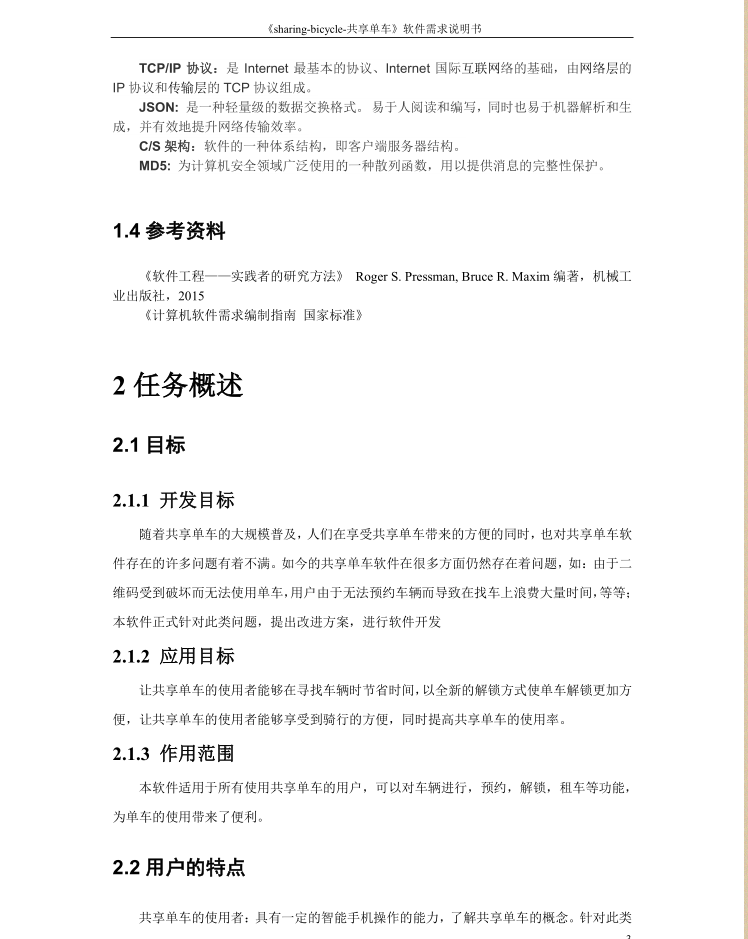 《sharing-bicycle-共享单车》软件需求说明书
TCP/IP 协议：是 Internet 最基本的协议、Internet 国际互联网络的基础，由网络层的
IP 协议和传输层的 TCP 协议组成。
JSON: 是一种轻量级的数据交换格式。 易于人阅读和编写，同时也易于机器解析和生
成，并有效地提升网络传输效率。
C/S 架构：软件的一种体系结构，即客户端服务器结构。
MD5: 为计算机安全领域广泛使用的一种散列函数，用以提供消息的完整性保护。
1.4 参考资料
《软件工程——实践者的研究方法》 Roger S. Pressman, Bruce R. Maxim 编著，机械工
业出版社，2015
《计算机软件需求编制指南 国家标准》
2 任务概述
2.1 目标
2.1.1 开发目标
随着共享单车的大规模普及，人们在享受共享单车带来的方便的同时，也对共享单车软
件存在的许多问题有着不满。如今的共享单车软件在很多方面仍然存在着问题，如：由于二
维码受到破坏而无法使用单车，用户由于无法预约车辆而导致在找车上浪费大量时间，等等；
本软件正式针对此类问题，提出改进方案，进行软件开发
2.1.2 应用目标
让共享单车的使用者能够在寻找车辆时节省时间，以全新的解锁方式使单车解锁更加方
便，让共享单车的使用者能够享受到骑行的方便，同时提高共享单车的使用率。
2.1.3 作用范围
本软件适用于所有使用共享单车的用户，可以对车辆进行，预约，解锁，租车等功能，
为单车的使用带来了便利。
2.2 用户的特点
共享单车的使用者：具有一定的智能手机操作的能力，了解共享单车的概念。针对此类